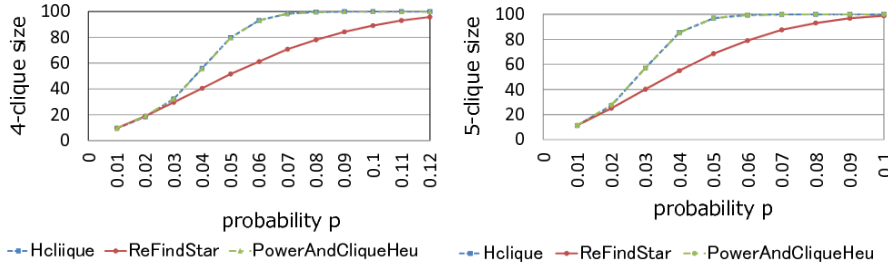 4-clique size
100
80
60
40
20
0
0 0.01 0.02 0.03 0.04 0.05 0.06 0.07 0.08 0.09 0.1 0.11 0.12
probability p
Hcliique ReFindStar PowerAndCliqueHeu
5-clique size
100
80
60
40
20
0
0 0.01 0.02 0.03 0.04 0.05 0.06 0.07 0.08 0.09 0.1
probability p
Hclique ReFindStar PowerAndCliqueHeu